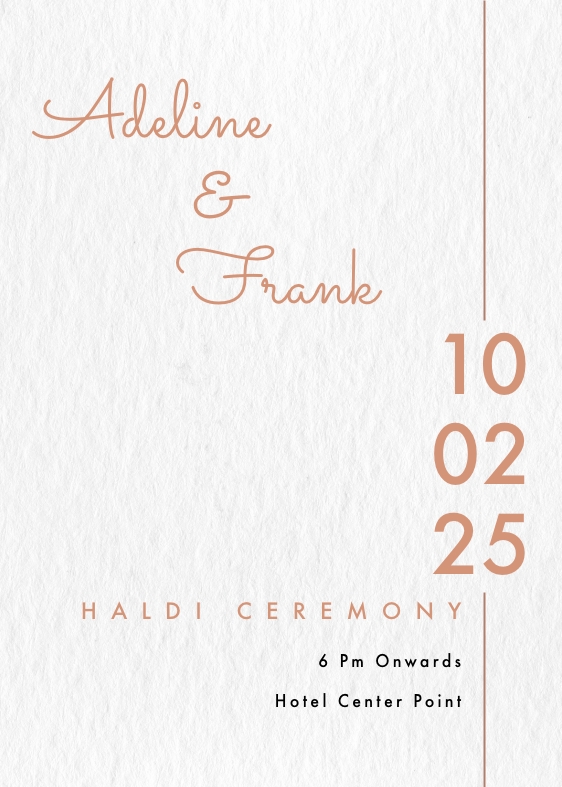 Adeline
&
Frank
10
02
25
HALDI CEREMONY
6 Pm Onwards
Hotel Center Point